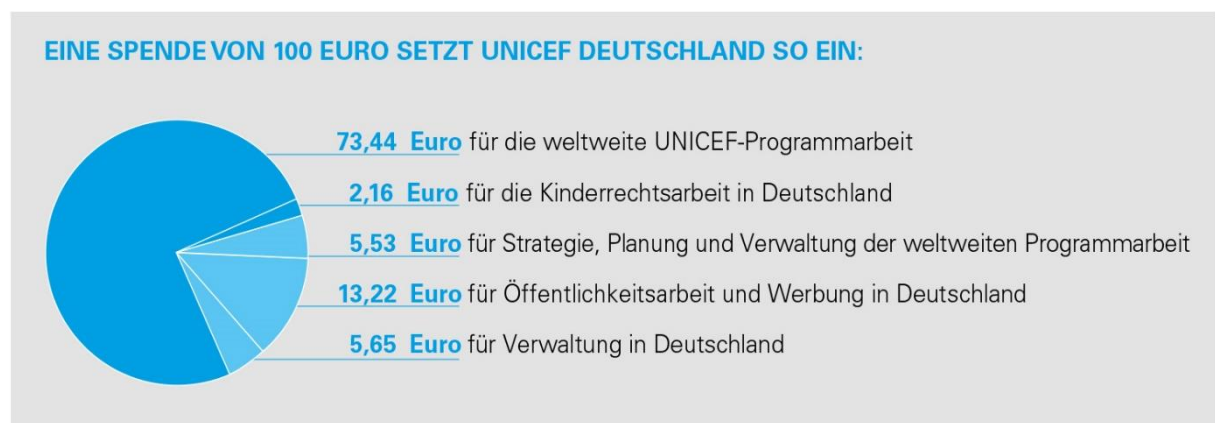 EINE SPENDE VON 100 EURO SETZT UNICEF DEUTSCHLAND SO EIN:
73,44 Euro für die weltweite UNICEF-Programmarbeit
2,16 Euro für die Kinderrechtsarbeit in Deutschland
5,53 Euro für Strategie, Planung und Verwaltung der weltweiten Programmarbeit
13,22 Euro für Öffentlichkeitsarbeit und Werbung in Deutschland
5,65 Euro für Verwaltung in Deutschland